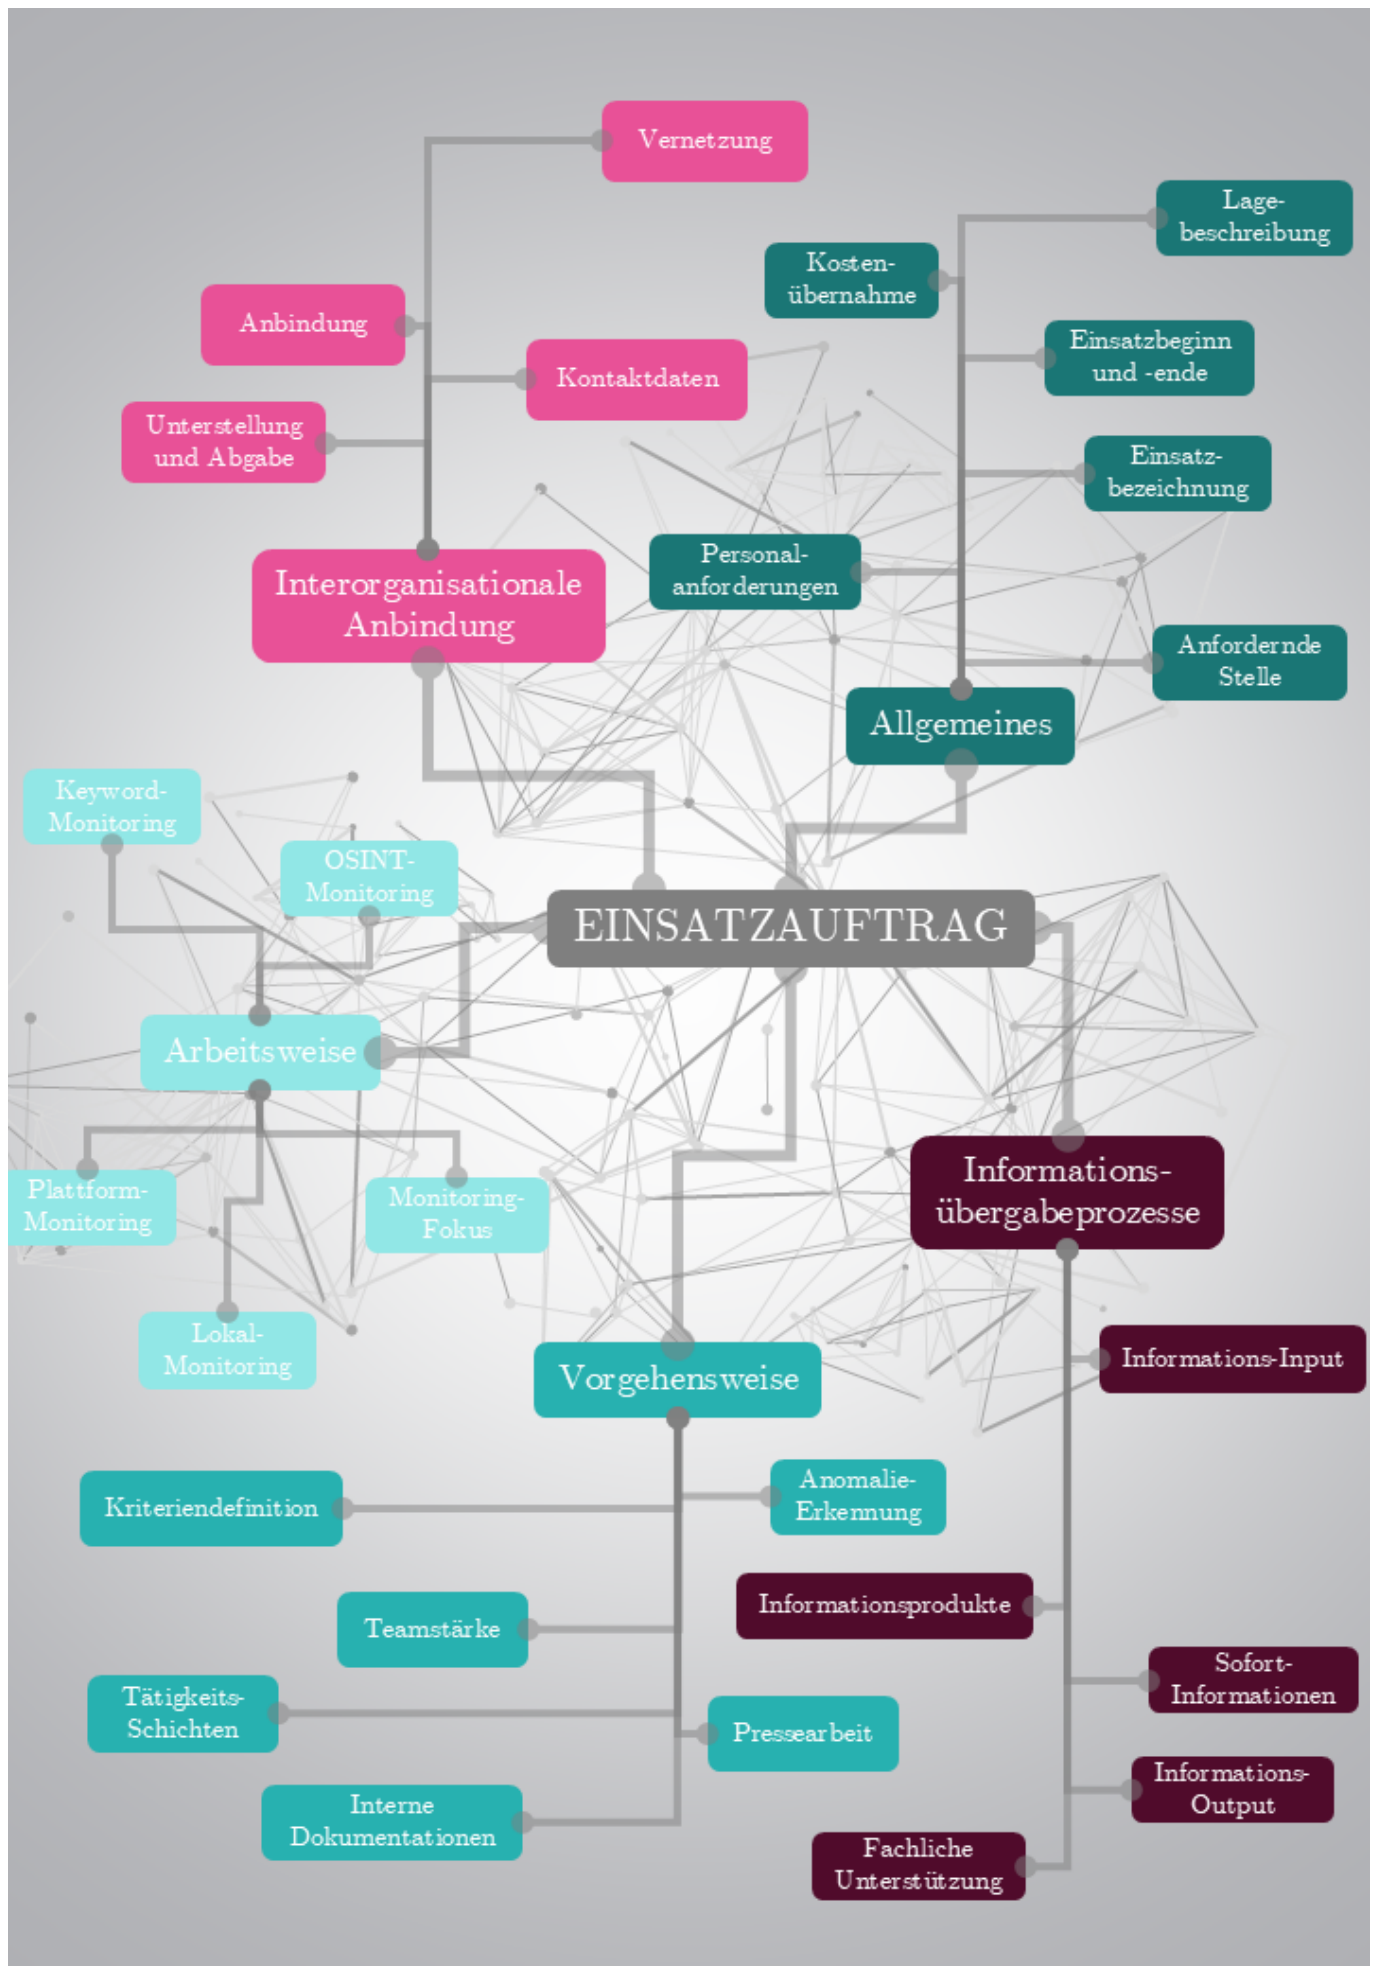 Vernetzung
Lage-
beschreibung
Kosten-
übernahme
Anbindung
Einsatzbeginn
und -ende
Kontaktdaten
Unterstellung
und Abgabe
Einsatz-
bezeichnung
Personal-
anforderungen
Interorganisationale
Anbindung
Anfordernde
Stelle
Allgemeines
Keyword-
Monitoring
OSINT-
Monitoring
EINSATZAUFTRAG
Arbeitsweise
Informations-
übergabeprozesse
Plattform-
Monitoring
Monitoring-
Fokus
Lokal-
Monitoring
Informations-Input
Vorgehensweise
Kriteriendefinition
Anomalie-
Erkennung
Informationsprodukte
Teamstärke
Sofort-
Informationen
Tätigkeits-
Schichten
Pressearbeit
Informations-
Output
Interne
Dokumentationen
Fachliche
Unterstützung